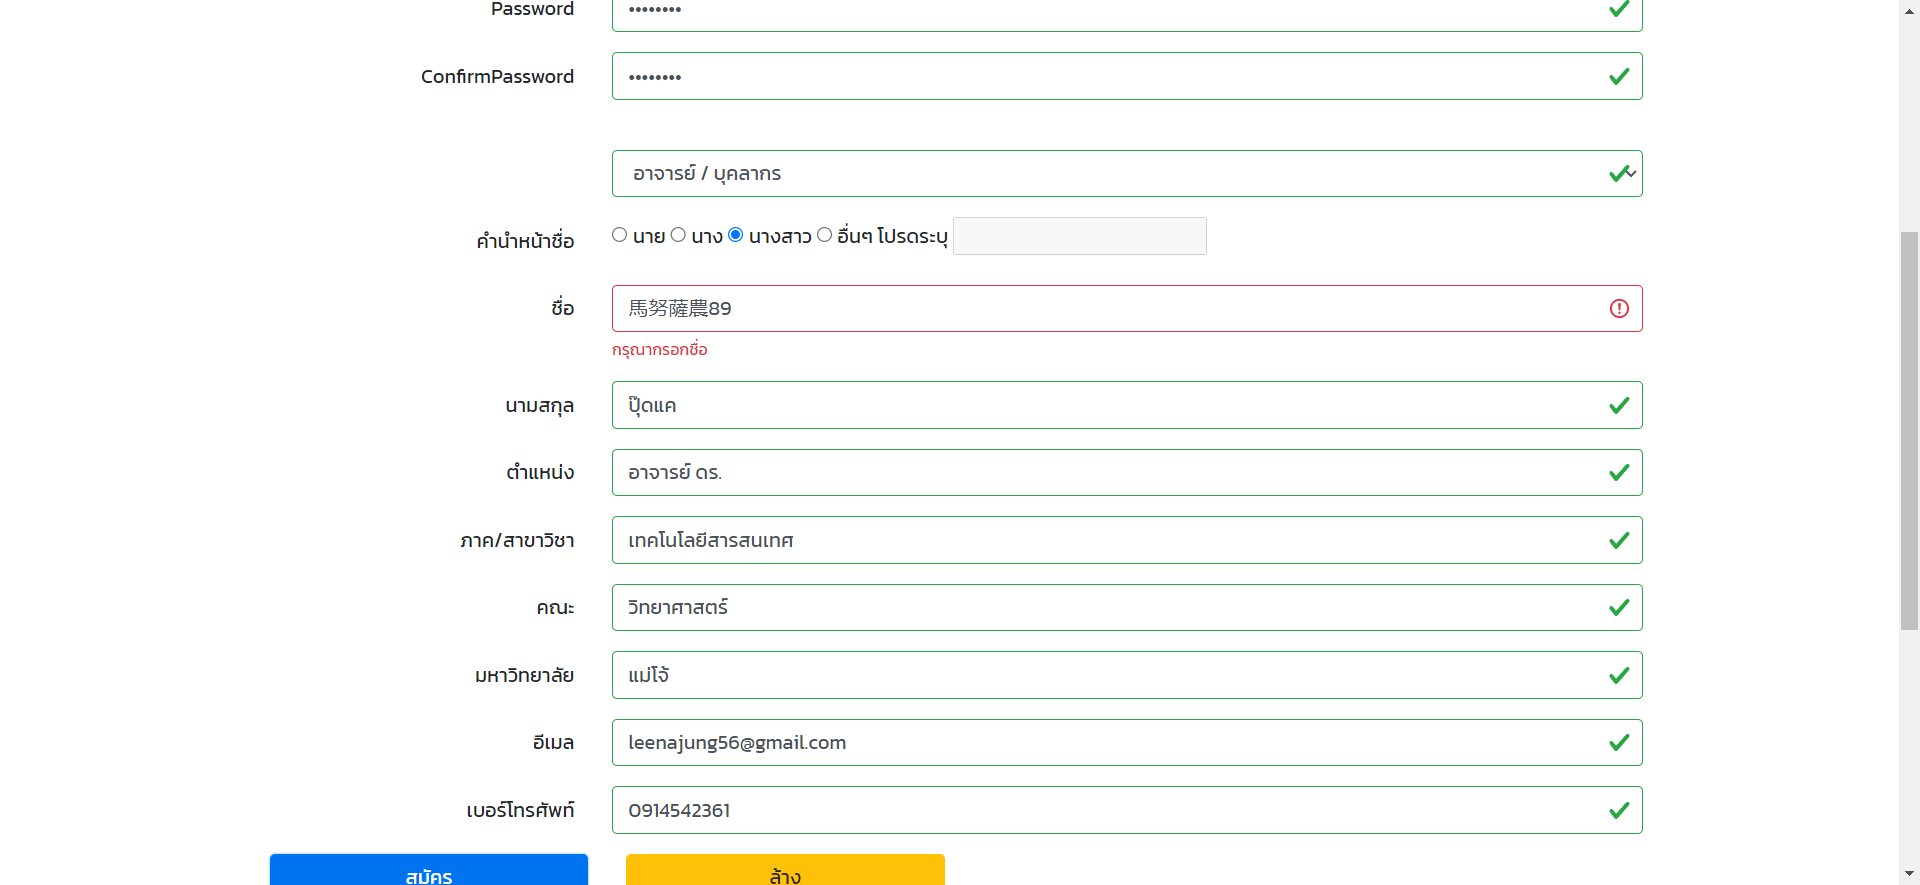 Password ••••••••
ConfirmPassword ••••••••
อาจารย์ / บุคลากร
คำนำหน้าชื่อ นาย นาง นางสาว อื่นๆ โปรดระบุ
ชื่อ 馬努薩農89
กรุณากรอกชื่อ
นามสกุล ปุ๊ดแค
ตำแหน่ง อาจารย์ ดร.
ภาค/สาขาวิชา เทคโนโลยีสารสนเทศ
คณะ วิทยาศาสตร์
มหาวิทยาลัย แม่โจ้
อีเมล leenajung56@gmail.com
เบอร์โทรศัพท์ 0914542361
สมัคร ล้าง